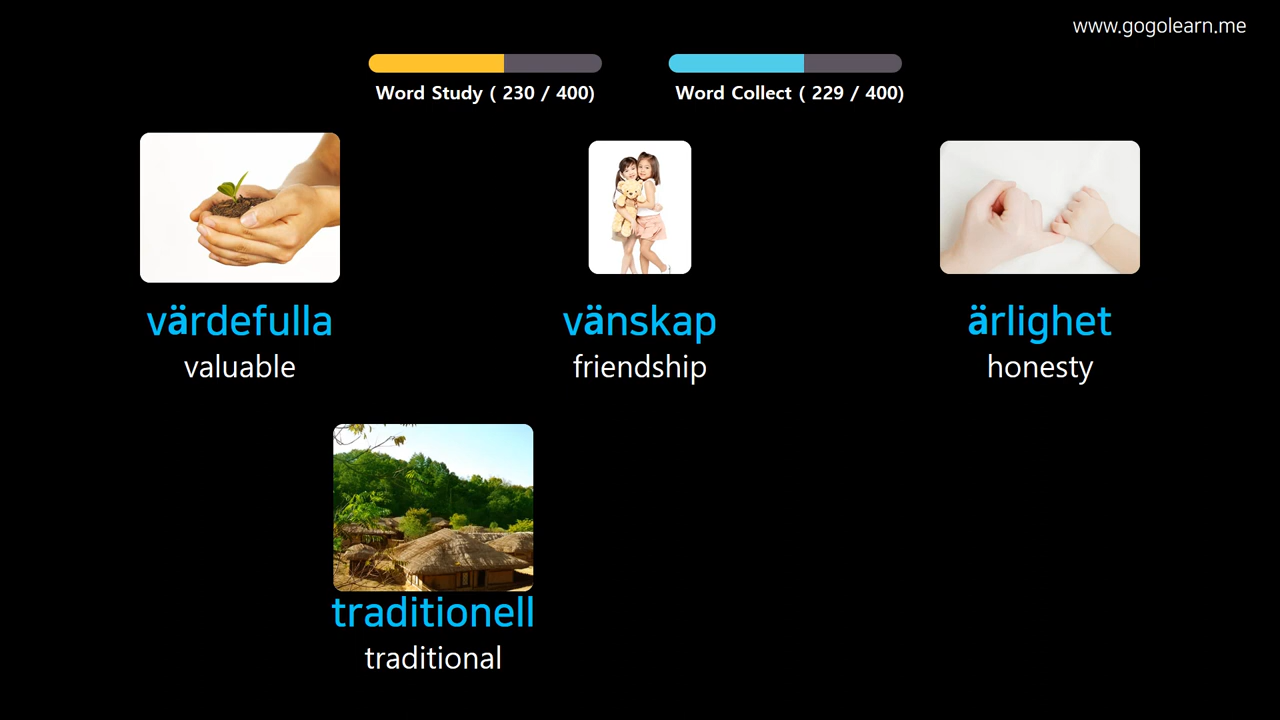 www.gogolearn.me
Word Study ( 230 / 400)
Word Collect ( 229 / 400)
värdefulla
valuable
vänskap
friendship
ärlighet
honesty
traditionell
traditional